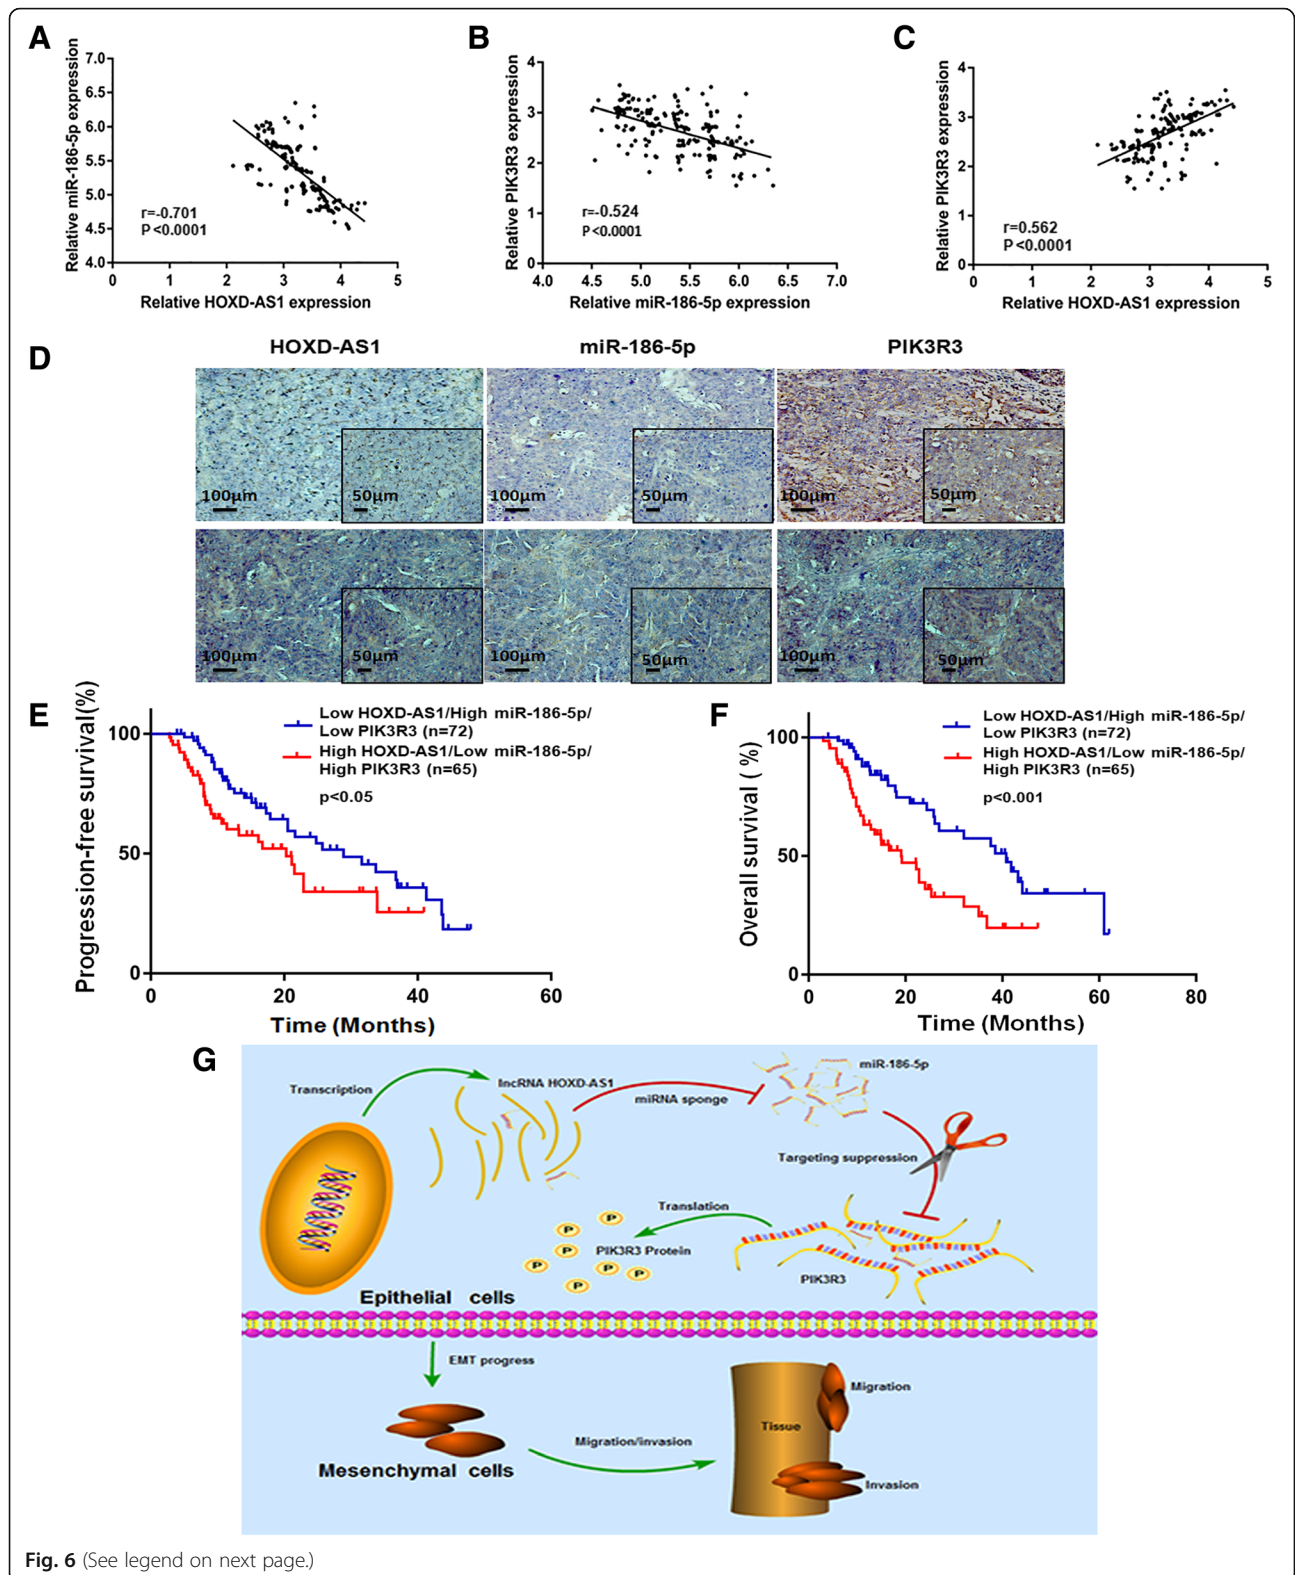 A
Relative miR-186-5p expression
7.0
6.5
6.0
5.5
5.0
4.5
4.0
r=-0.701
P<0.0001
0 1 2 3 4 5
Relative HOXD-AS1 expression
B
Relative PIK3R3 expression
4
3
2
1
0
r=-0.524
P<0.0001
4.0 4.5 5.0 5.5 6.0 6.5 7.0
Relative miR-186-5p expression
C
Relative PIK3R3 expression
4
3
2
1
0
r=0.562
P<0.0001
0 1 2 3 4 5
Relative HOXD-AS1 expression
D
HOXD-AS1 miR-186-5p PIK3R3
100μm 50μm 100μm 50μm 100μm 50μm
100μm 50μm 100μm 50μm 100μm 50μm
E
Progression-free survival(%)
100
50
0
Low HOXD-AS1/High miR-186-5p/
Low PIK3R3 (n=72)
High HOXD-AS1/Low miR-186-5p/
High PIK3R3 (n=65)
p<0.05
0 20 40 60
Time (Months)
F
Overall survival ( %)
100
50
0
Low HOXD-AS1/High miR-186-5p/
Low PIK3R3 (n=72)
High HOXD-AS1/Low miR-186-5p/
High PIK3R3 (n=65)
p<0.001
0 20 40 60 80
Time (Months)
G
Transcription
lncRNA HOXD-AS1
miRNA sponge
miR-186-5p
Targeting suppression
Translation
P
P
P
P
P
P
P
PIK3R3 Protein
PIK3R3
Epithelial cells
EMT progress
Mesenchymal cells
Migration/invasion
Tissue
Migration
Invasion
Fig. 6 (See legend on next page.)